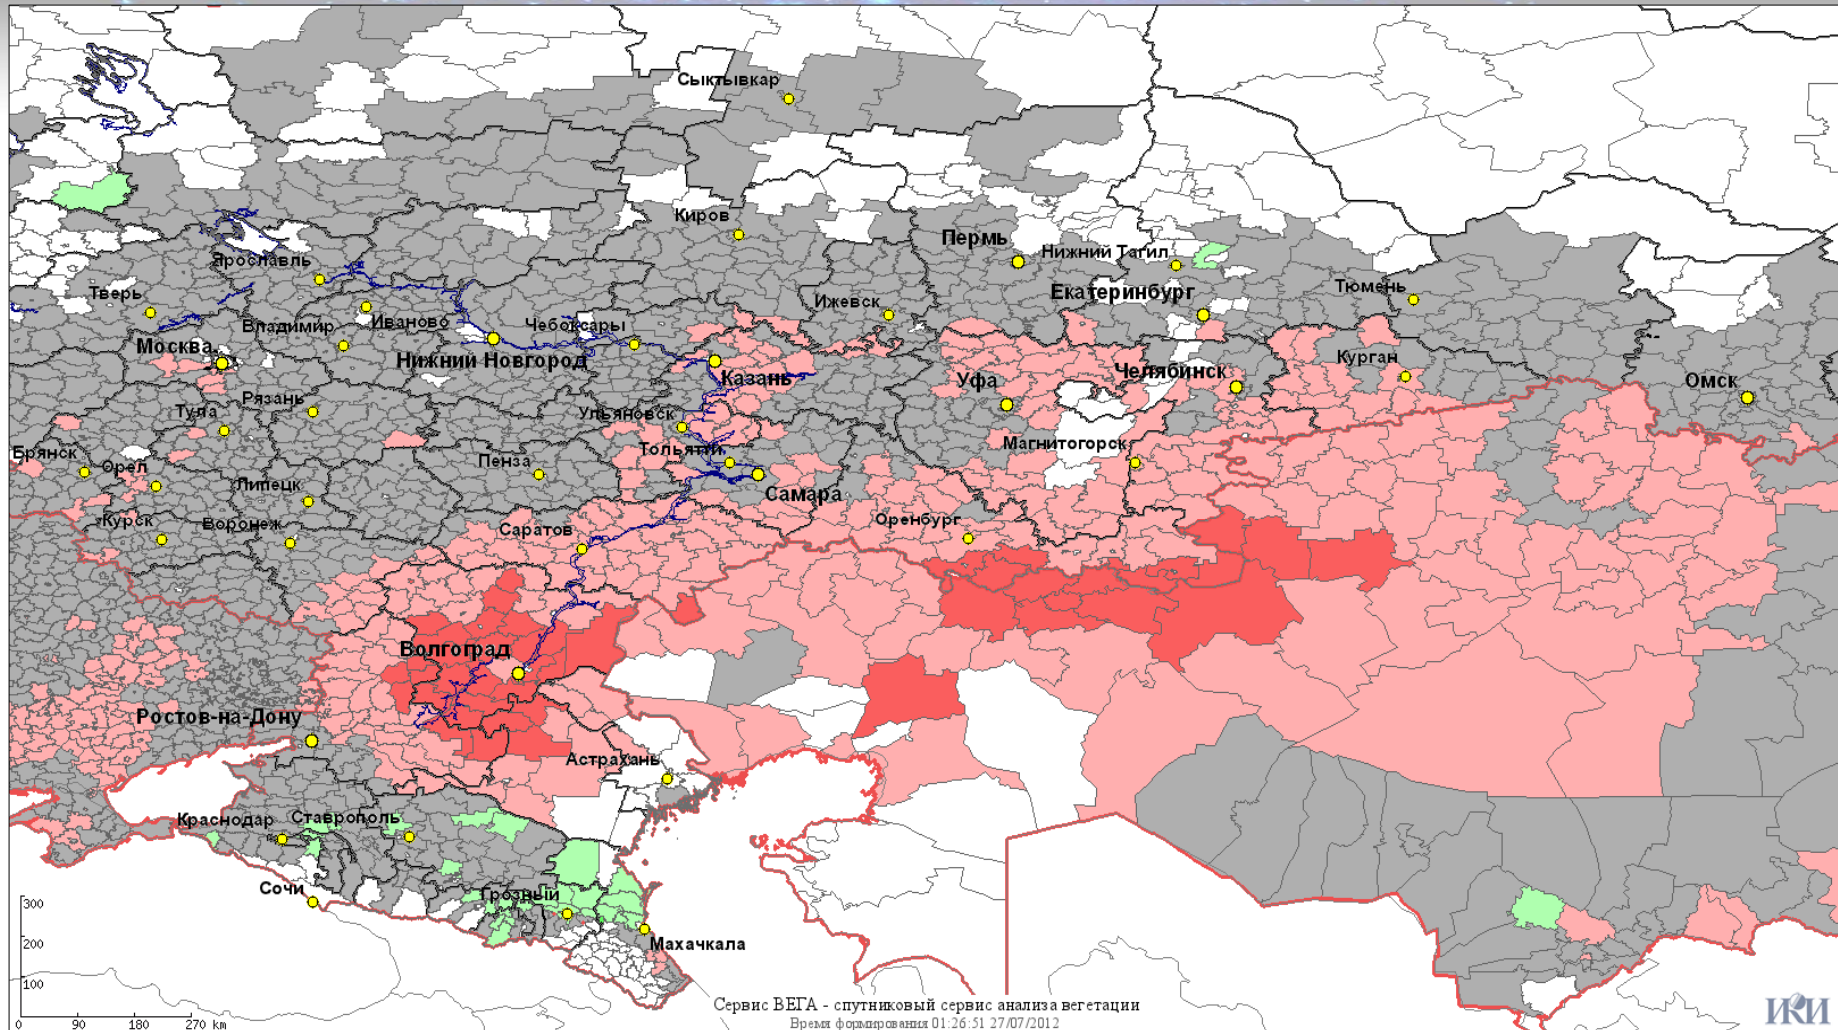 Сыктывкар
Киров
Пермь
Нижний Тагил
Ярославль
Екатеринбург
Тюмень
Тверь
Ижевск
Владимир
Иваново
Чебоксары
Москва
Нижний Новгород
Курган
Казань
Уфа
Челябинск
Омск
Рязань
Тула
Ульяновск
Магнитогорск
Брянск
Орел
Пенза
Тольятти
Липецк
Самара
Курск
Воронеж
Саратов
Оренбург
Волгоград
Ростов-на-Дону
Астрахань
Краснодар
Ставрополь
Сочи
Грозный
Махачкала
300
200
100
0 90 180 270 km
Сервис ВЕГА - спутниковый сервис анализа вегетации
Время формирования 01:26:51 27/07/2012
ИКИ